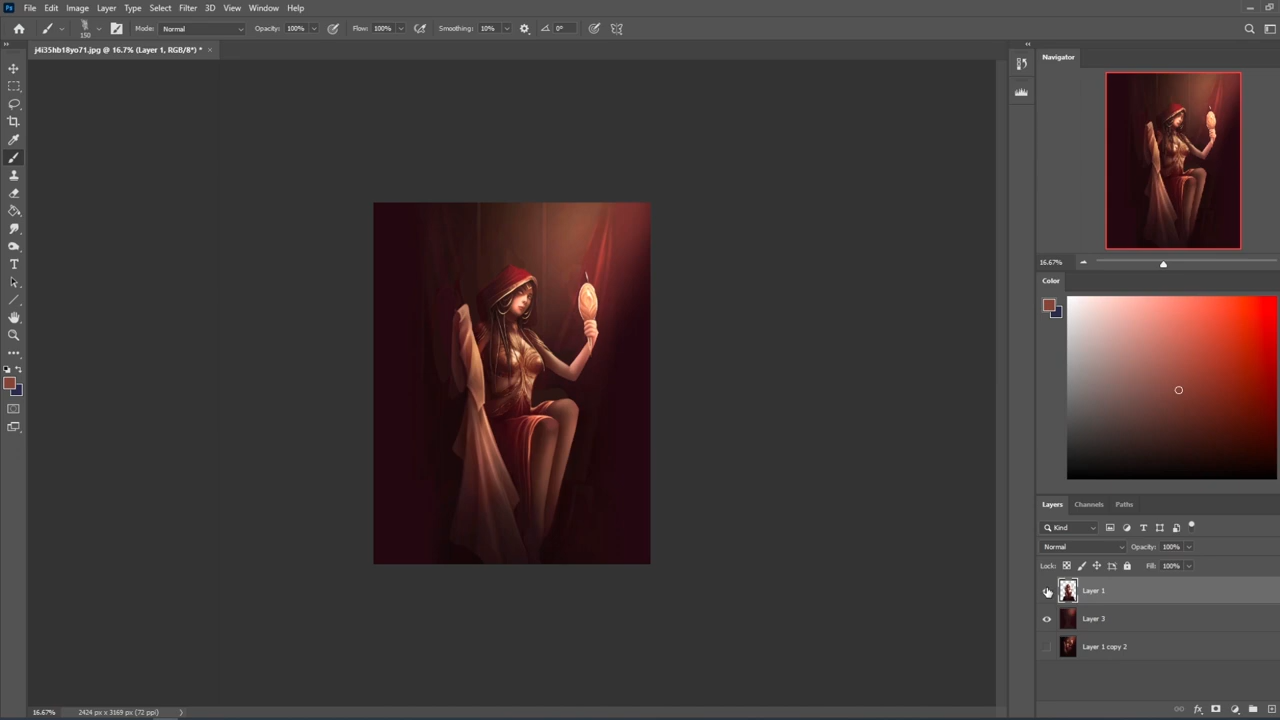 Ps File Edit Image Layer Type Select Filter 3D View Window Help
150 Mode: Normal Opacity: 100% Flow: 100% Smoothing: 10% 0°
j4i35hb18yo71.jpg @ 16.7% (Layer 1, RGB/8*) * ×
Navigator
16.67%
Color
Layers Channels Paths
Kind
Normal Opacity: 100%
Lock: Fill: 100%
Layer 1
Layer 3
Layer 1 copy 2
16.67% 2424 px x 3169 px (72 ppi)